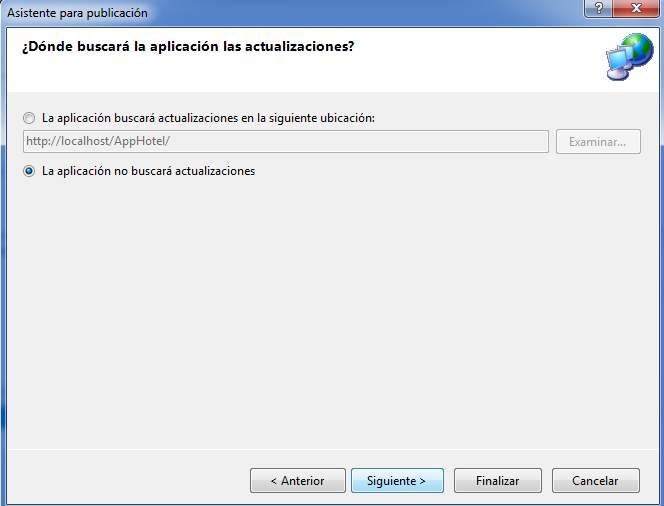 Asistente para publicación
?
X
¿Dónde buscará la aplicación las actualizaciones?
La aplicación buscará actualizaciones en la siguiente ubicación:
http://localhost/AppHotel/
Examinar...
La aplicación no buscará actualizaciones
< Anterior
Siguiente >
Finalizar
Cancelar